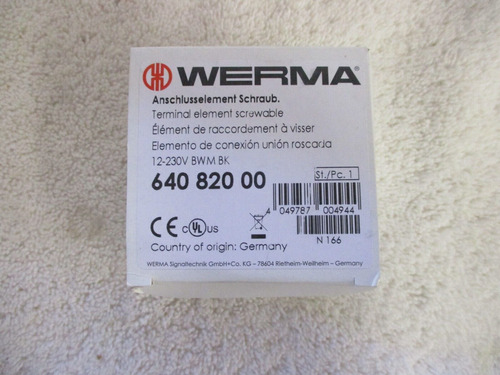 WERMA
Anschlusselement Schraub.
Terminal element screwable
Élément de raccordement à visser
Elemento de conexión unión roscada
12-230V BWM BK
640 820 00
St./Pc. 1
4 049787 004944
CE c UL US
N 166
Country of origin: Germany
WERMA Signaltechnik GmbH+Co. KG – 78604 Rietheim-Weilheim – Germany